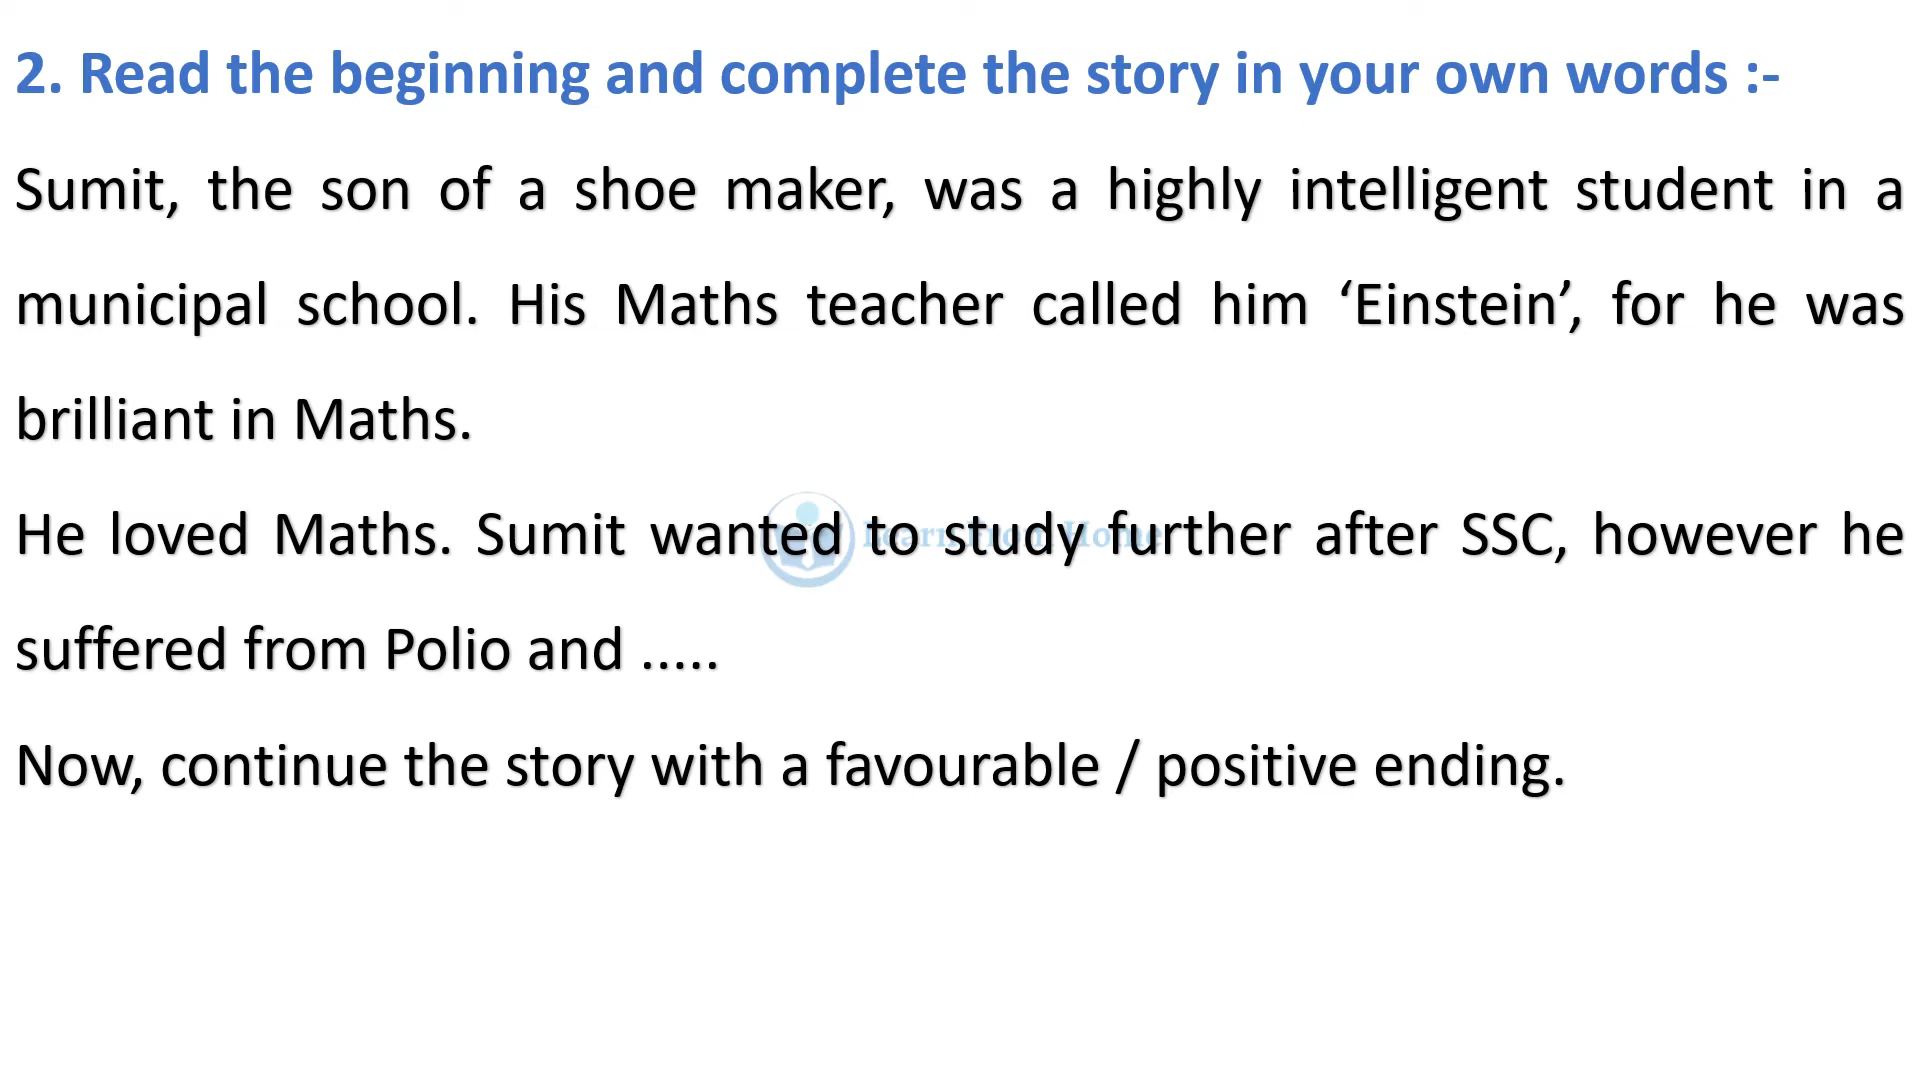 2. Read the beginning and complete the story in your own words :-
Sumit, the son of a shoe maker, was a highly intelligent student in a
municipal school. His Maths teacher called him ‘Einstein’, for he was
brilliant in Maths.
He loved Maths. Sumit wanted to study further after SSC, however he
Learn From Home
suffered from Polio and .....
Now, continue the story with a favourable / positive ending.